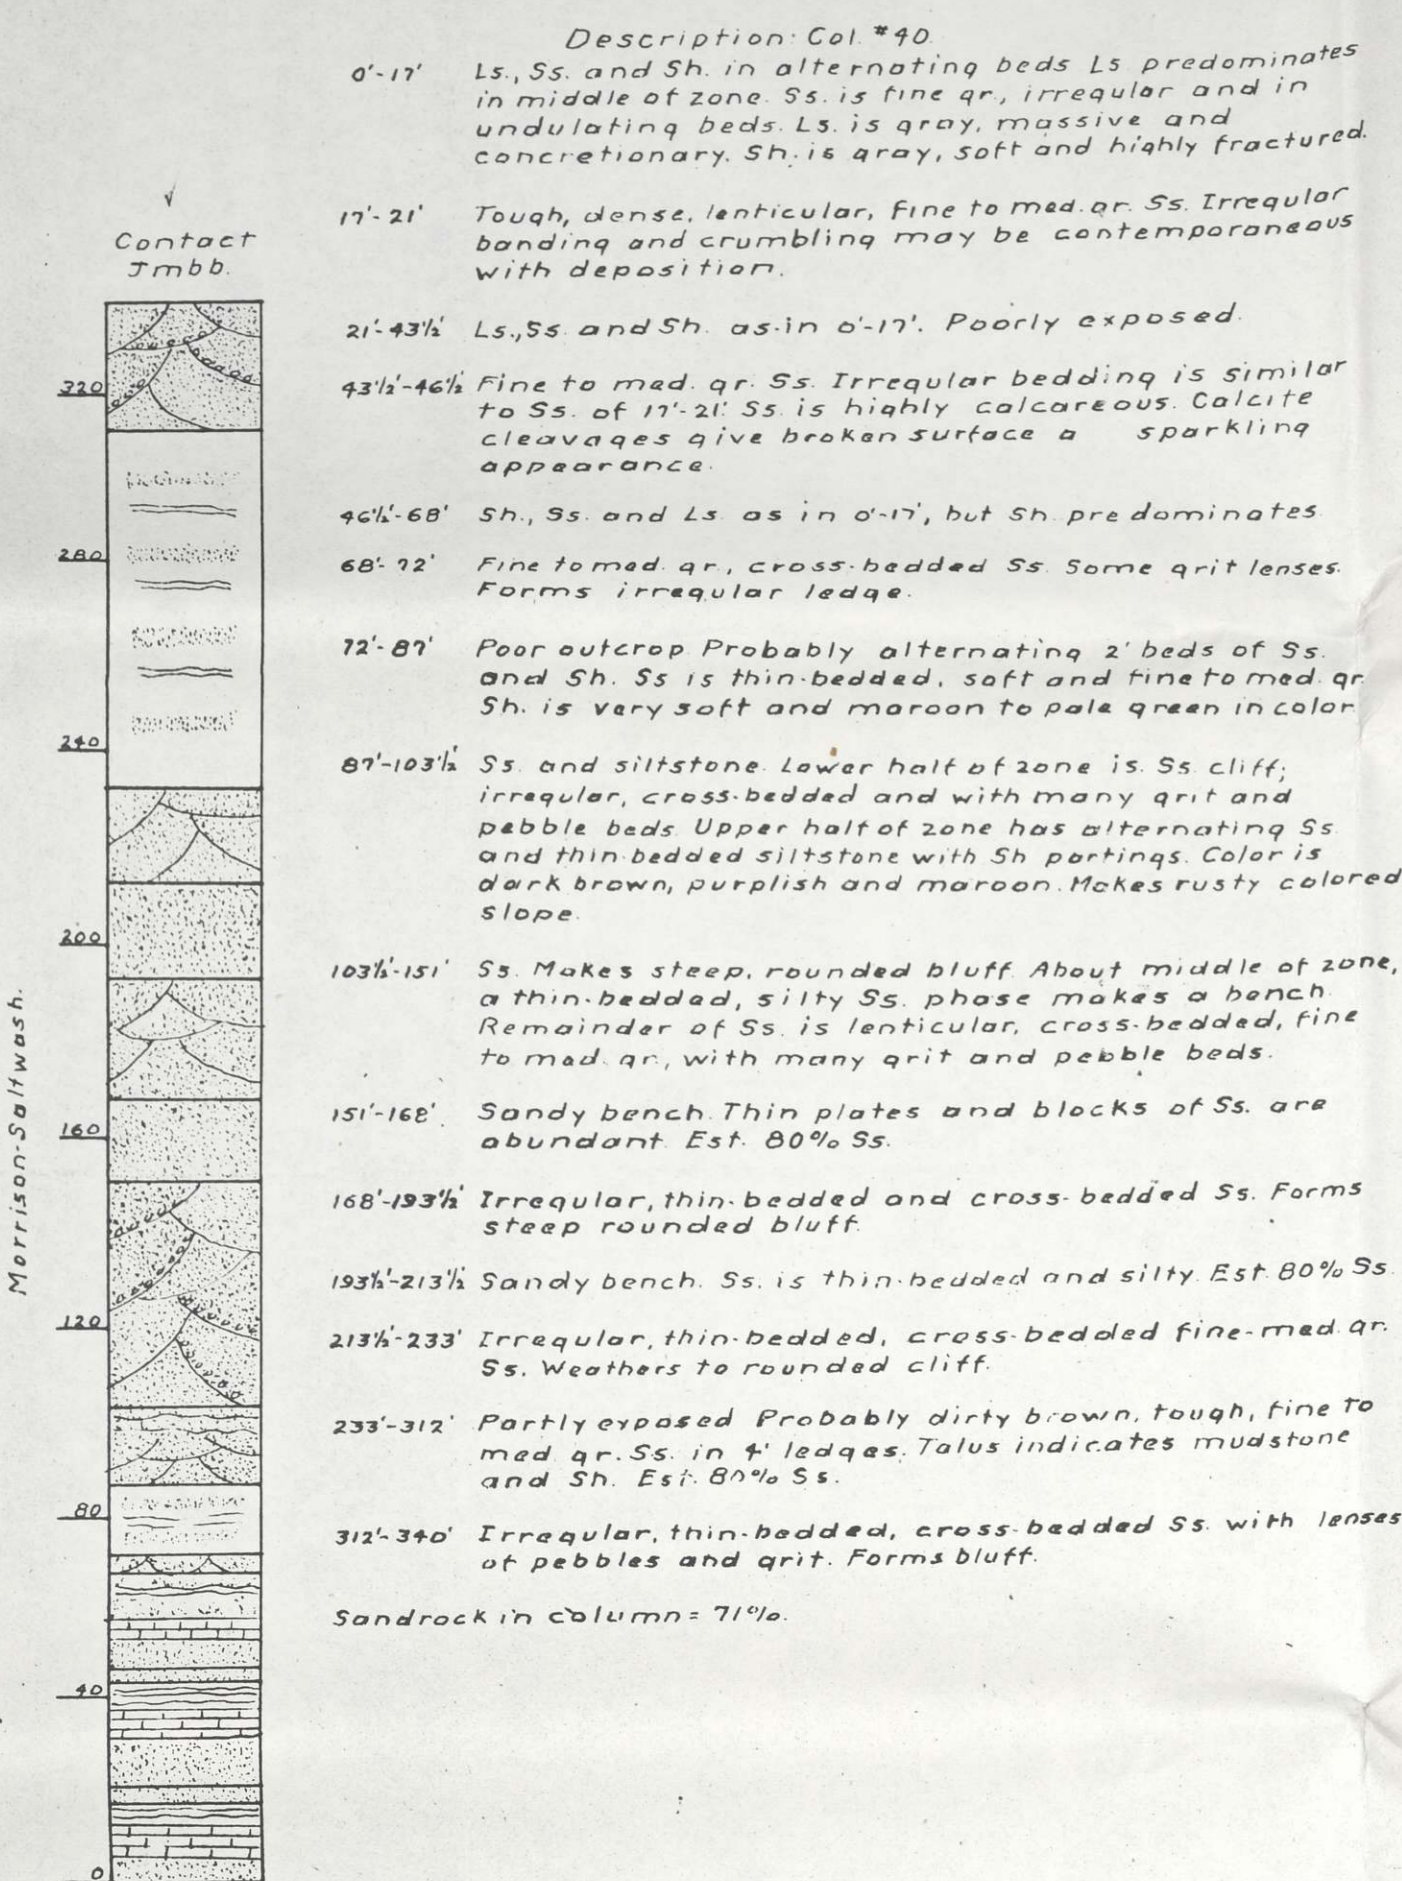 Description: Col. #40.
0'-17' Ls., Ss. and Sh. in alternating beds Ls predominates
in middle of zone. Ss. is fine gr., irregular and in
undulating beds. Ls. is gray, massive and
concretionary. Sh. is gray, soft and highly fractured.
17'-21' Tough, dense, lenticular, fine to med. gr. Ss. Irregular
banding and crumbling may be contemporaneous
with deposition.
21'-43½' Ls., Ss. and Sh. as in 0'-17'. Poorly exposed.
43½'-46½' Fine to med. gr. Ss. Irregular bedding is similar
to Ss. of 17'-21'. Ss. is highly calcareous. Calcite
cleavages give broken surface a sparkling
appearance.
46½'-68' Sh., Ss. and Ls. as in 0'-17', but Sh. predominates.
68'-72' Fine to med. gr., cross-bedded Ss. Some grit lenses.
Forms irregular ledge.
72'-87' Poor outcrop. Probably alternating 2' beds of Ss.
and Sh. Ss is thin-bedded, soft and fine to med. gr.
Sh. is very soft and maroon to pale green in color.
87'-103½' Ss. and siltstone. Lower half of zone is Ss. cliff;
irregular, cross-bedded and with many grit and
pebble beds. Upper half of zone has alternating Ss.
and thin-bedded siltstone with Sh partings. Color is
dark brown, purplish and maroon. Makes rusty colored
slope.
103½'-151' Ss. Makes steep, rounded bluff. About middle of zone,
a thin-bedded, silty Ss. phase makes a bench.
Remainder of Ss. is lenticular, cross-bedded, fine
to med. gr., with many grit and pebble beds.
151'-168' Sandy bench. Thin plates and blocks of Ss. are
abundant. Est. 80% Ss.
168'-193½' Irregular, thin-bedded and cross-bedded Ss. Forms
steep rounded bluff.
193½'-213½' Sandy bench. Ss. is thin-bedded and silty. Est. 80% Ss.
213½'-233' Irregular, thin-bedded, cross-bedded fine-med. gr.
Ss. Weathers to rounded cliff.
233'-312' Partly exposed Probably dirty brown, tough, fine to
med. gr. Ss. in 4' ledges. Talus indicates mudstone
and Sh. Est. 80% Ss.
312'-340' Irregular, thin-bedded, cross-bedded Ss. with lenses
of pebbles and grit. Forms bluff.
Sandrock in column = 71%.
Contact
Jmbb.
320
280
240
200
160
120
80
40
0
Morrison-Saltwash.